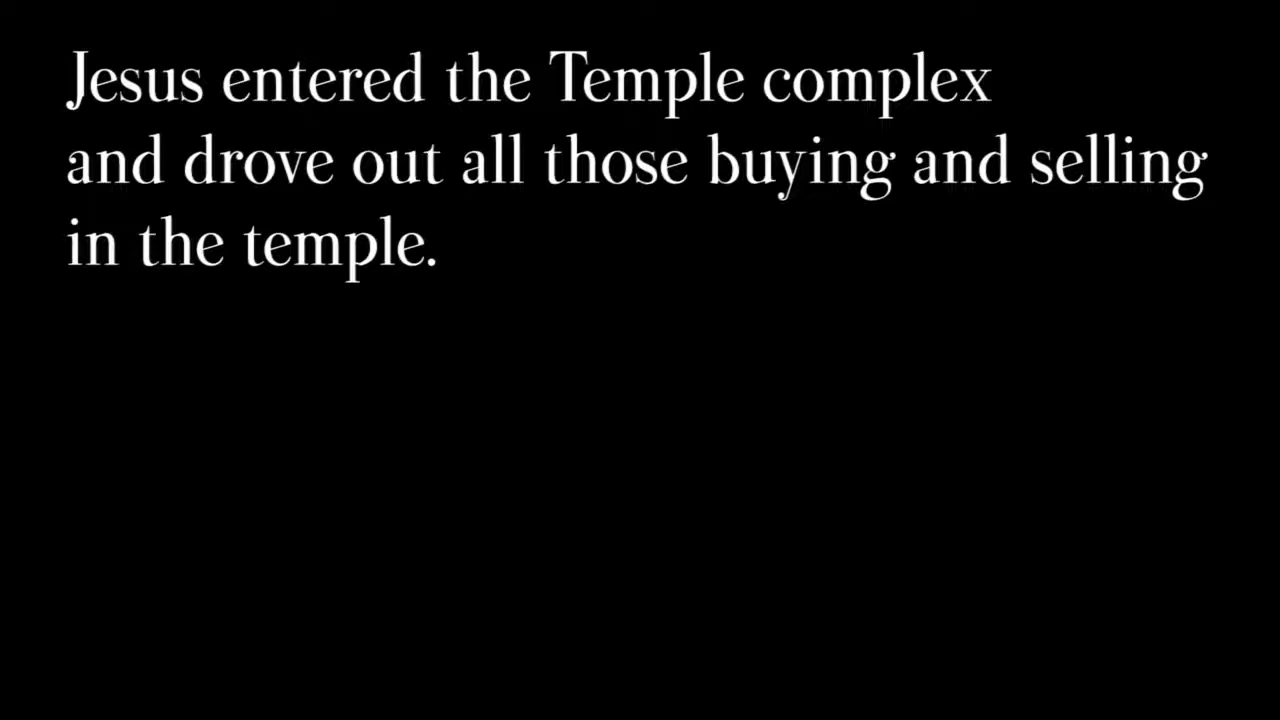 Jesus entered the Temple complex
and drove out all those buying and selling
in the temple.